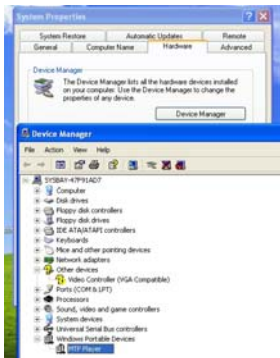 System Properties
System Restore
Automatic Updates
Remote
General
Computer Name
Hardware
Advanced
Device Manager
The Device Manager lists all the hardware devices installed
on your computer. Use the Device Manager to change the
properties of any device.
Device Manager
Device Manager
File Action View Help
SYSBAY-47P91AD7
Computer
Disk drives
Floppy disk controllers
Floppy disk drives
IDE ATA/ATAPI controllers
Keyboards
Mice and other pointing devices
Network adapters
Other devices
Video Controller (VGA Compatible)
Ports (COM & LPT)
Processors
Sound, video and game controllers
System devices
Universal Serial Bus controllers
Windows Portable Devices
MTP Player